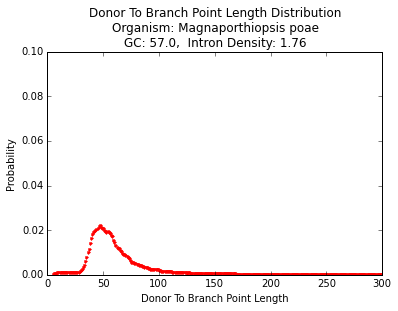 Donor To Branch Point Length Distribution
Organism: Magnaporthiopsis poae
GC: 57.0,  Intron Density: 1.76
0.10
0.08
0.06
0.04
0.02
0.00
Probability
0 50 100 150 200 250 300
Donor To Branch Point Length